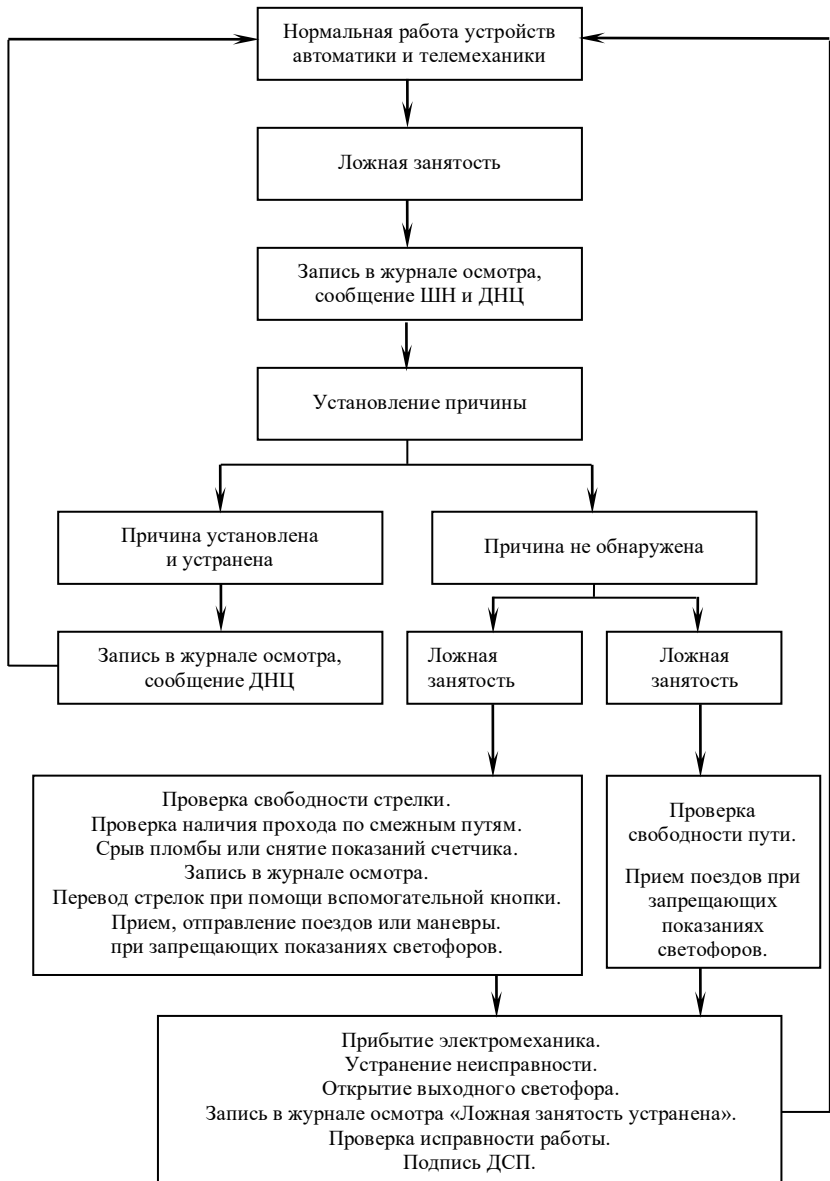 Нормальная работа устройств
автоматики и телемеханики
Ложная занятость
Запись в журнале осмотра,
сообщение ШН и ДНЦ
Установление причины
Причина установлена
и устранена
Причина не обнаружена
Запись в журнале осмотра,
сообщение ДНЦ
Ложная
занятость
Ложная
занятость
Проверка свободности стрелки.
Проверка наличия прохода по смежным путям.
Срыв пломбы или снятие показаний счетчика.
Запись в журнале осмотра.
Перевод стрелок при помощи вспомогательной кнопки.
Прием, отправление поездов или маневры.
при запрещающих показаниях светофоров.
Проверка
свободности пути.
Прием поездов при
запрещающих
показаниях
светофоров.
Прибытие электромеханика.
Устранение неисправности.
Открытие выходного светофора.
Запись в журнале осмотра «Ложная занятость устранена».
Проверка исправности работы.
Подпись ДСП.